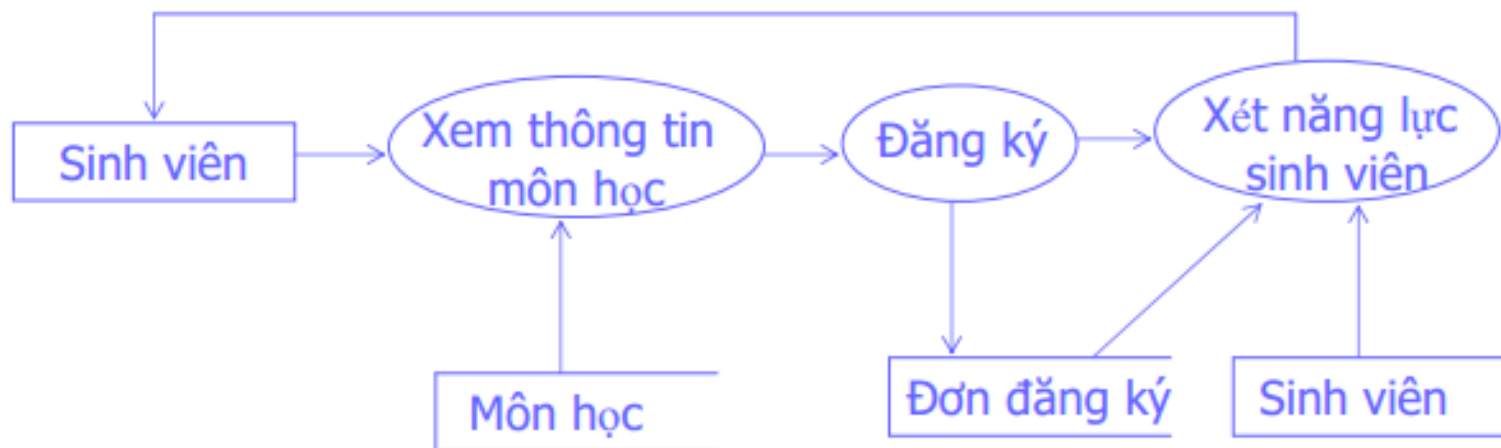 Sinh viên
Xem thông tin
môn học
Đăng ký
Xét năng lực
sinh viên
Môn học
Đơn đăng ký
Sinh viên